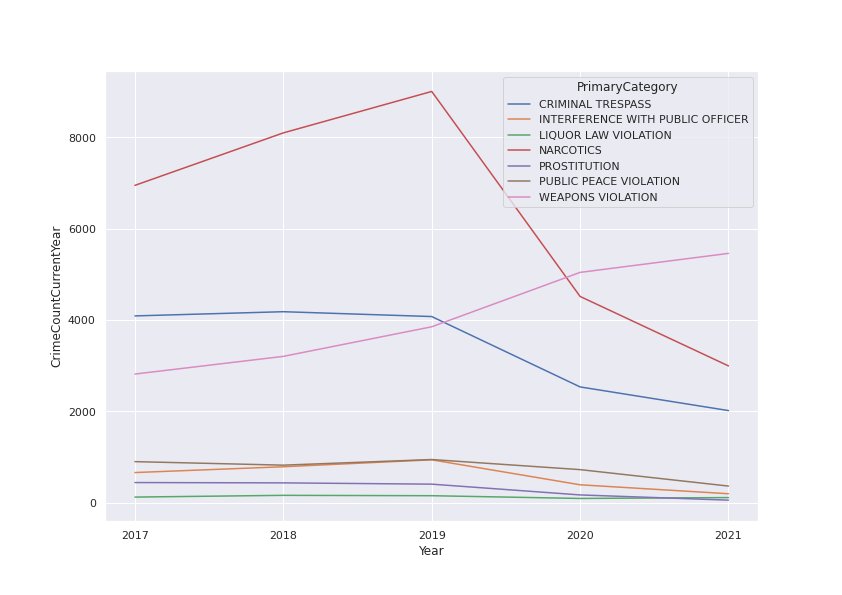 PrimaryCategory
CRIMINAL TRESPASS
INTERFERENCE WITH PUBLIC OFFICER
LIQUOR LAW VIOLATION
NARCOTICS
PROSTITUTION
PUBLIC PEACE VIOLATION
WEAPONS VIOLATION
CrimeCountCurrentYear
8000
6000
4000
2000
0
2017 2018 2019 2020 2021
Year